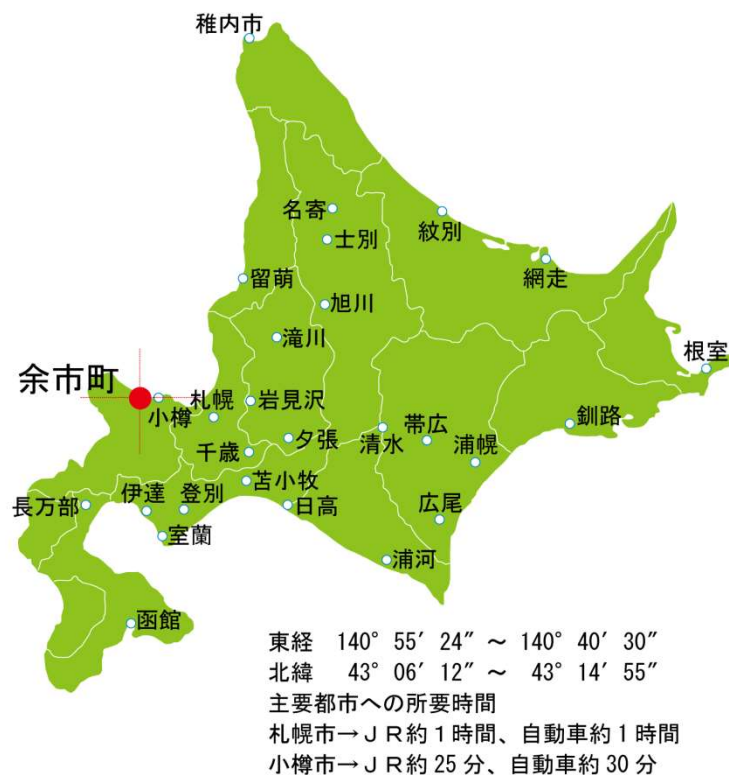 稚内市
名寄
士別
紋別
網走
留萌
旭川
滝川
根室
余市町
小樽
札幌
岩見沢
釧路
夕張
清水
帯広
千歳
浦幌
苫小牧
長万部
伊達
登別
日高
広尾
室蘭
浦河
函館
東経 140° 55′ 24″ ～ 140° 40′ 30″
北緯 43° 06′ 12″ ～ 43° 14′ 55″
主要都市への所要時間
札幌市→ＪＲ約１時間、自動車約１時間
小樽市→ＪＲ約 25 分、自動車約 30 分